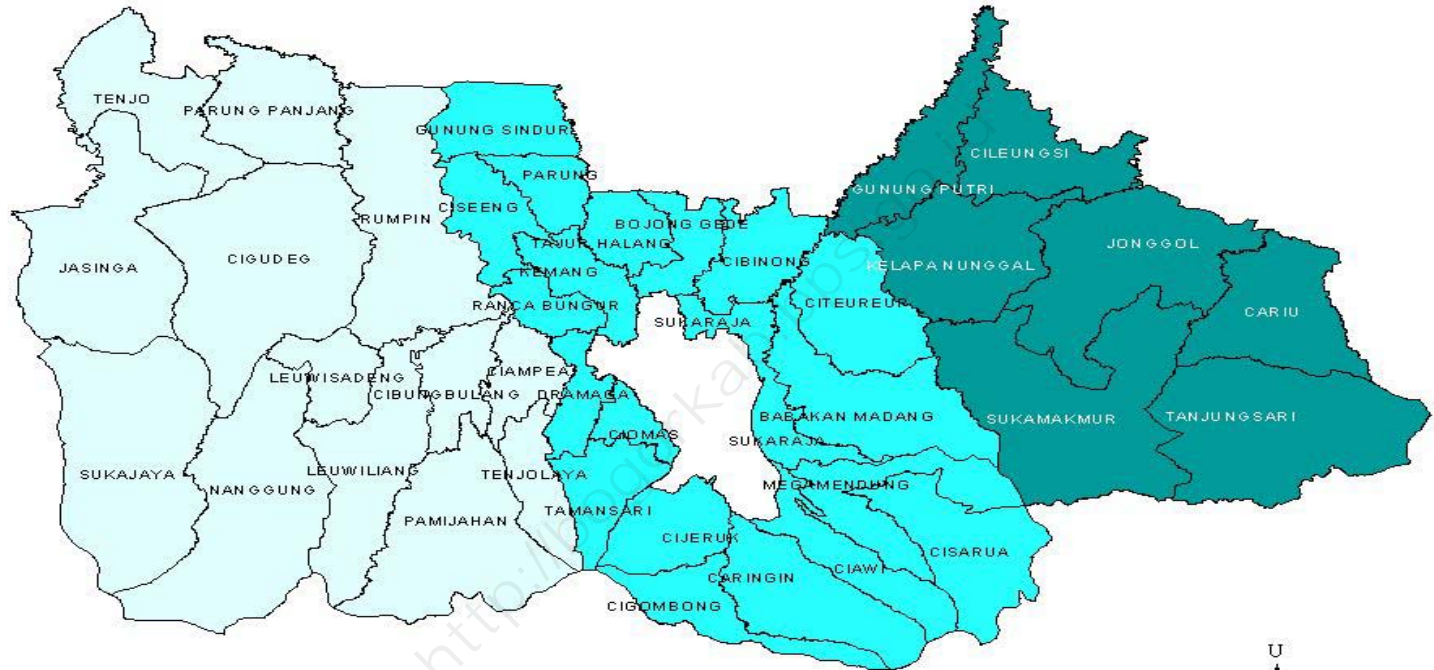 TENJO
PARUNG PANJANG
GUNUNG SINDUR
CILEUNGSI
PARUNG
GUNUNG PUTRI
CISEENG
RUMPIN
BOJONG GEDE
TAJUR HALANG
JONGGOL
JASINGA
CIGUDEG
CIBINONG
KELAPA NUNGGAL
KEMANG
RANCA BUNGUR
CITEUREUP
CARIU
SUKARAJA
LEUWISADENG
CIAMPEA
CIBUNGBULANG
DRAMAGA
BABAKAN MADANG
SUKAMAKMUR
TANJUNGSARI
CIOMAS
SUKARAJA
SUKAJAYA
LEUWILIANG
TENJOLAYA
NANGGUNG
MEGAMENDUNG
TAMANSARI
PAMIJAHAN
CIJERUK
CISARUA
CIAWI
CARINGIN
CIGOMBONG
U